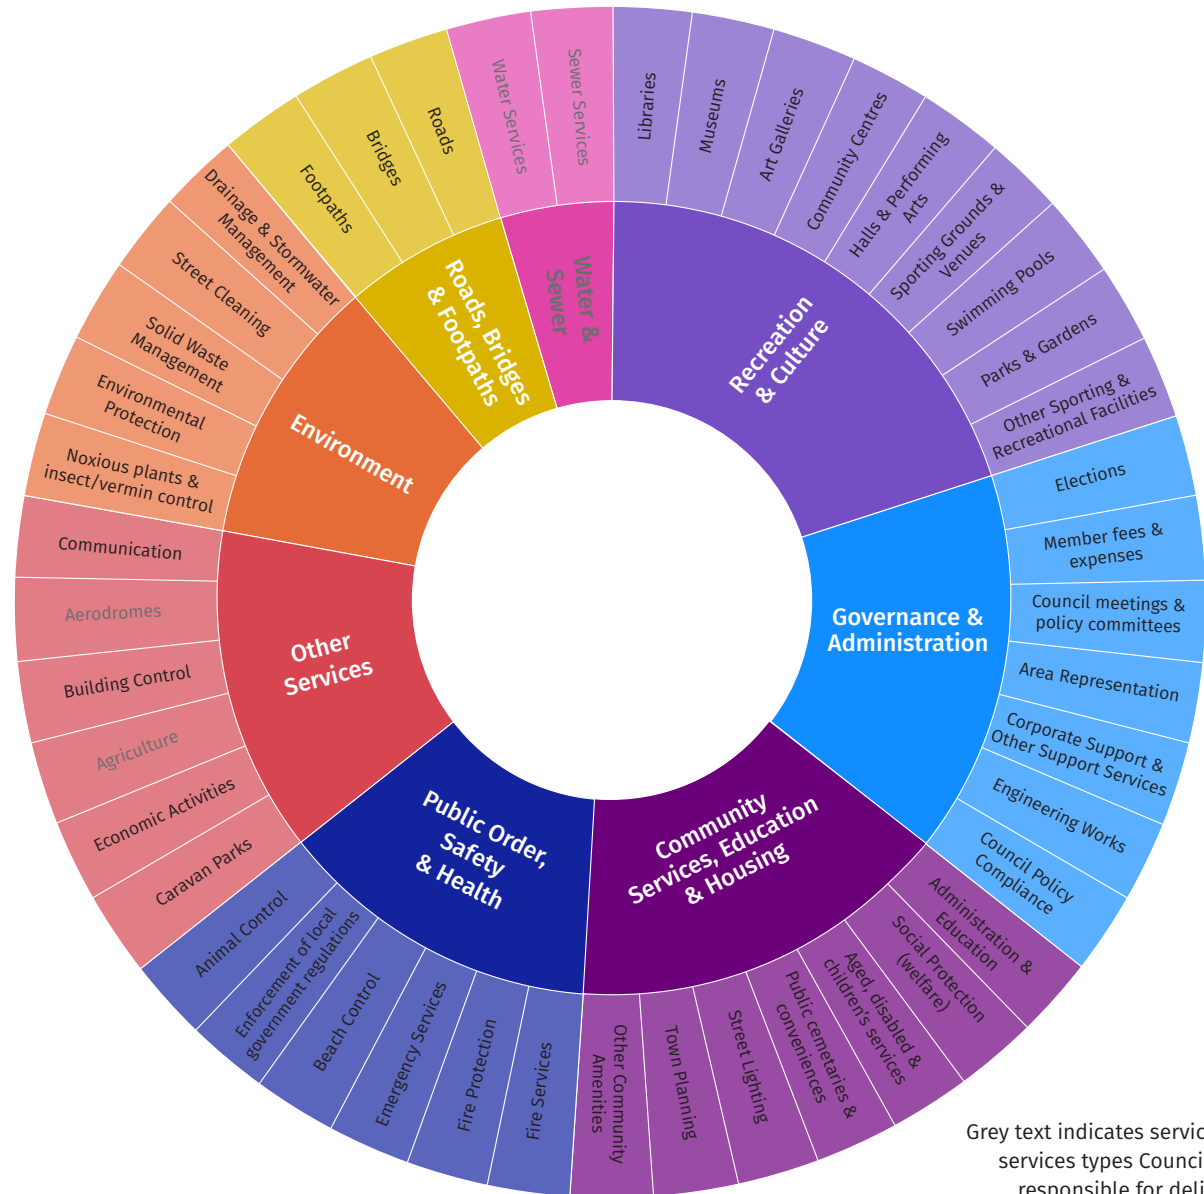 Water Services
Sewer Services
Libraries
Museums
Art Galleries
Community Centres
Halls & Performing
Arts
Sporting Grounds &
Venues
Swimming Pools
Parks & Gardens
Other Sporting &
Recreational Facilities
Elections
Member fees &
expenses
Council meetings &
policy committees
Area Representation
Corporate Support &
Other Support Services
Engineering Works
Council Policy
Compliance
Administration &
Education
Social Protection
(welfare)
Aged, disabled &
children's services
Public cemetaries &
conveniences
Street Lighting
Town Planning
Other Community
Amenities
Fire Services
Fire Protection
Emergency Services
Beach Control
Enforcement of local
government regulations
Animal Control
Caravan Parks
Economic Activities
Agriculture
Building Control
Aerodromes
Communication
Noxious plants &
insect/vermin control
Environmental
Protection
Solid Waste
Management
Street Cleaning
Drainage & Stormwater
Management
Footpaths
Bridges
Roads
Water &
Sewer
Recreation
& Culture
Governance &
Administration
Community
Services, Education
& Housing
Public Order,
Safety
& Health
Other
Services
Environment
Roads, Bridges
& Footpaths
Grey text indicates
services types
responsible for